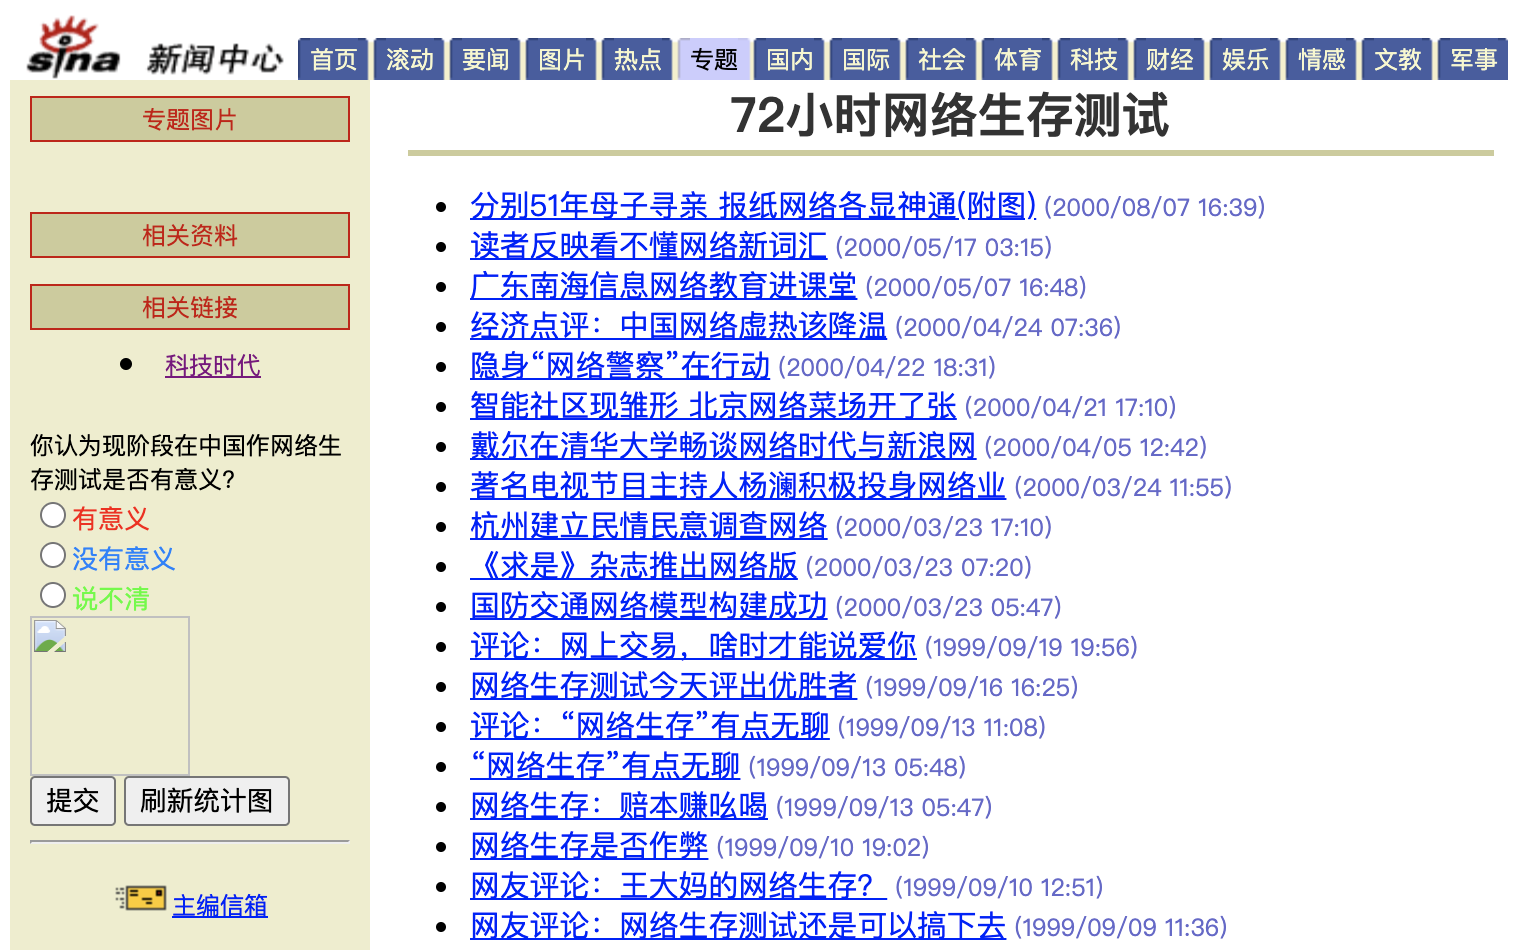 sina 新闻中心 首页 滚动 要闻 图片 热点 专题 国内 国际 社会 体育 科技 财经 娱乐 情感 文教 军事
专题图片
相关资料
相关链接
科技时代
你认为现阶段在中国作网络生
存测试是否有意义?
有意义
没有意义
说不清
提交 刷新统计图
主编信箱
72小时网络生存测试
分别51年母子寻亲 报纸网络各显神通(附图) (2000/08/07 16:39)
读者反映看不懂网络新词汇 (2000/05/17 03:15)
广东南海信息网络教育进课堂 (2000/05/07 16:48)
经济点评：中国网络虚热该降温 (2000/04/24 07:36)
隐身“网络警察”在行动 (2000/04/22 18:31)
智能社区现雏形 北京网络菜场开了张 (2000/04/21 17:10)
戴尔在清华大学畅谈网络时代与新浪网 (2000/04/05 12:42)
著名电视节目主持人杨澜积极投身网络业 (2000/03/24 11:55)
杭州建立民情民意调查网络 (2000/03/23 17:10)
《求是》杂志推出网络版 (2000/03/23 07:20)
国防交通网络模型构建成功 (2000/03/23 05:47)
评论：网上交易，啥时才能说爱你 (1999/09/19 19:56)
网络生存测试今天评出优胜者 (1999/09/16 16:25)
评论：“网络生存”有点无聊 (1999/09/13 11:08)
“网络生存”有点无聊 (1999/09/13 05:48)
网络生存：赔本赚吆喝 (1999/09/13 05:47)
网络生存是否作弊 (1999/09/10 19:02)
网友评论：王大妈的网络生存？ (1999/09/10 12:51)
网友评论：网络生存测试还是可以搞下去 (1999/09/09 11:36)